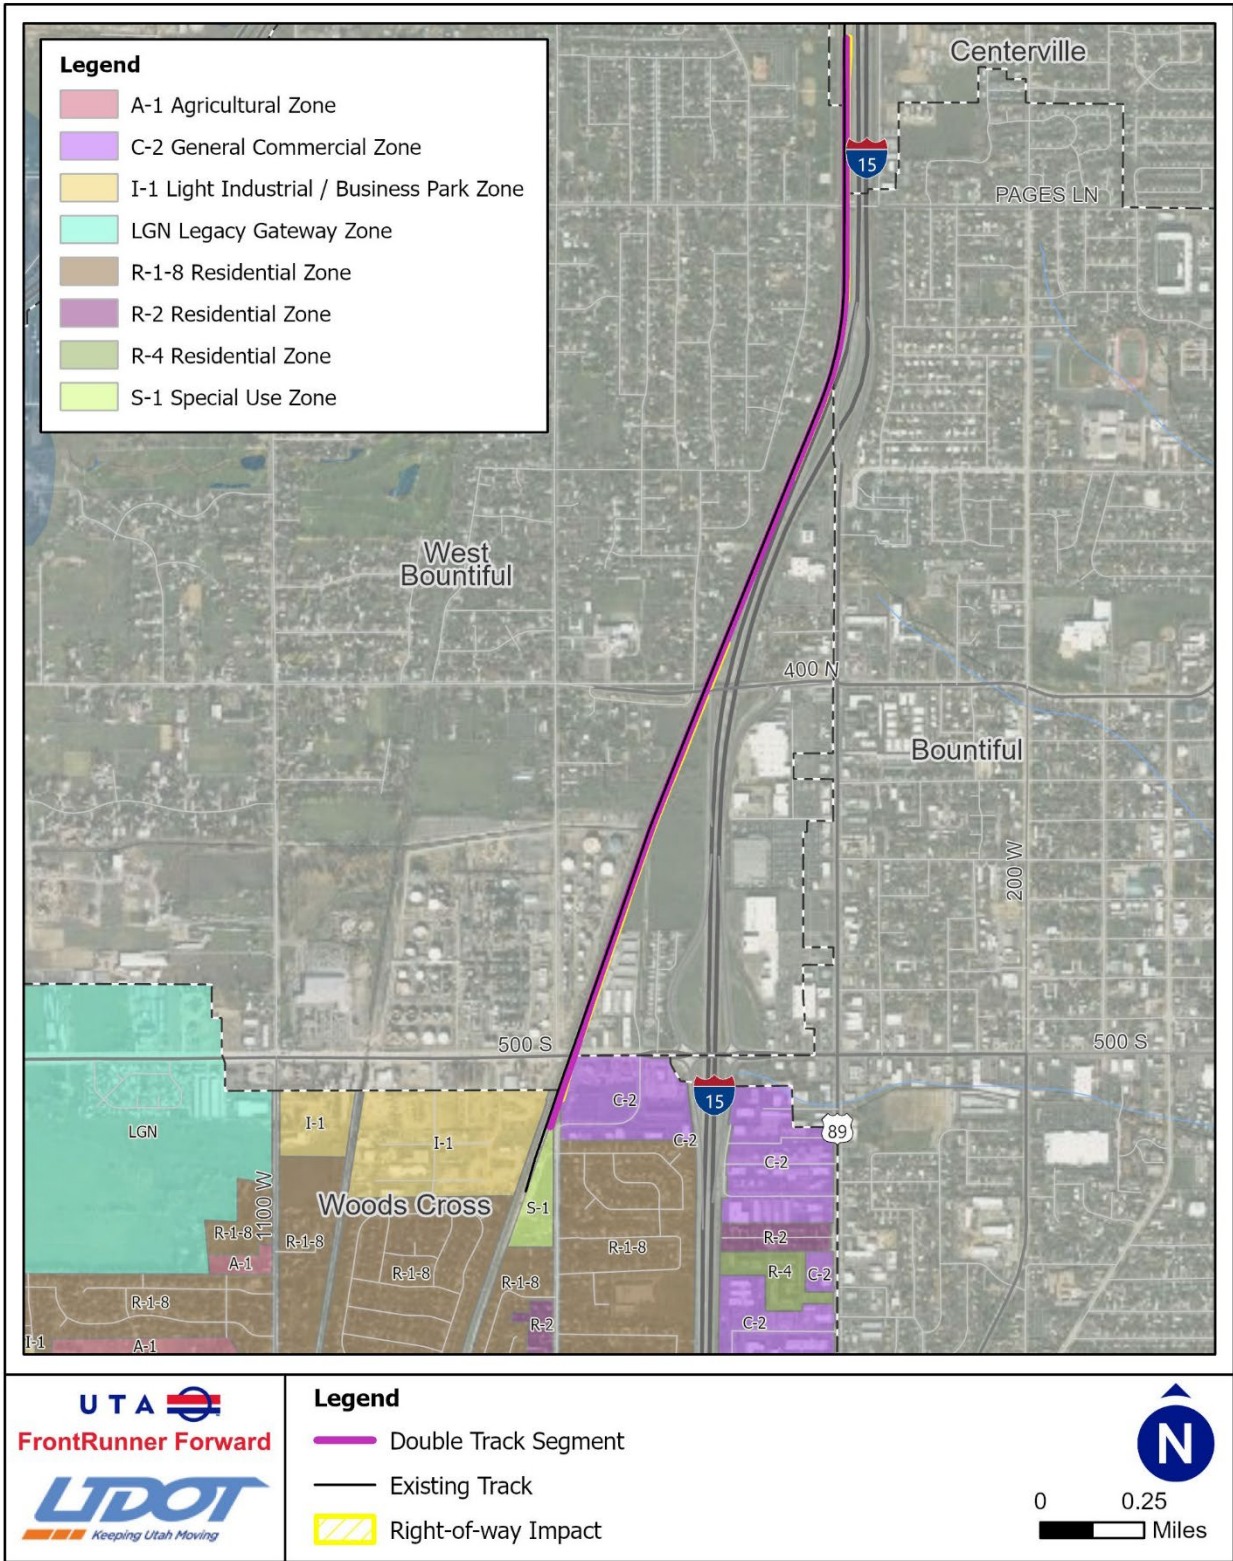 Legend
A-1 Agricultural Zone
C-2 General Commercial Zone
I-1 Light Industrial / Business Park Zone
LGN Legacy Gateway Zone
R-1-8 Residential Zone
R-2 Residential Zone
R-4 Residential Zone
S-1 Special Use Zone
Centerville
15
PAGES LN
West
Bountiful
400 N
Bountiful
200 W
500 S
500 S
15
89
LGN
I-1
I-1
C-2
C-2
C-2
1100 W
Woods Cross
S-1
R-1-8
R-1-8
A-1
R-1-8
R-1-8
R-1-8
R-2
R-4
C-2
R-1-8
R-2
C-2
I-1
A-1
UTA
FrontRunner Forward
UDOT
Keeping Utah Moving
Legend
Double Track Segment
Existing Track
Right-of-way Impact
N
0 0.25
Miles